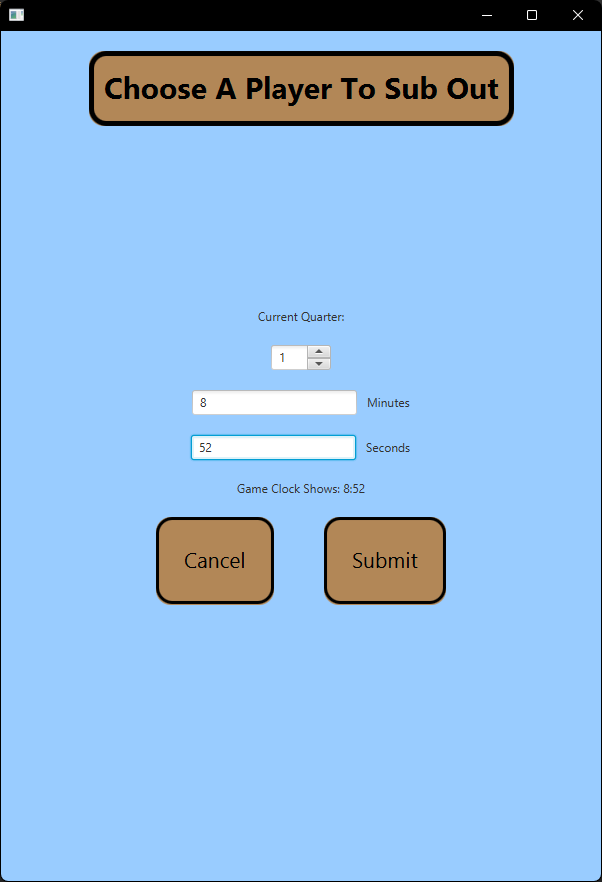 Choose A Player To Sub Out
Current Quarter:
1
8 Minutes
52 Seconds
Game Clock Shows: 8:52
Cancel Submit